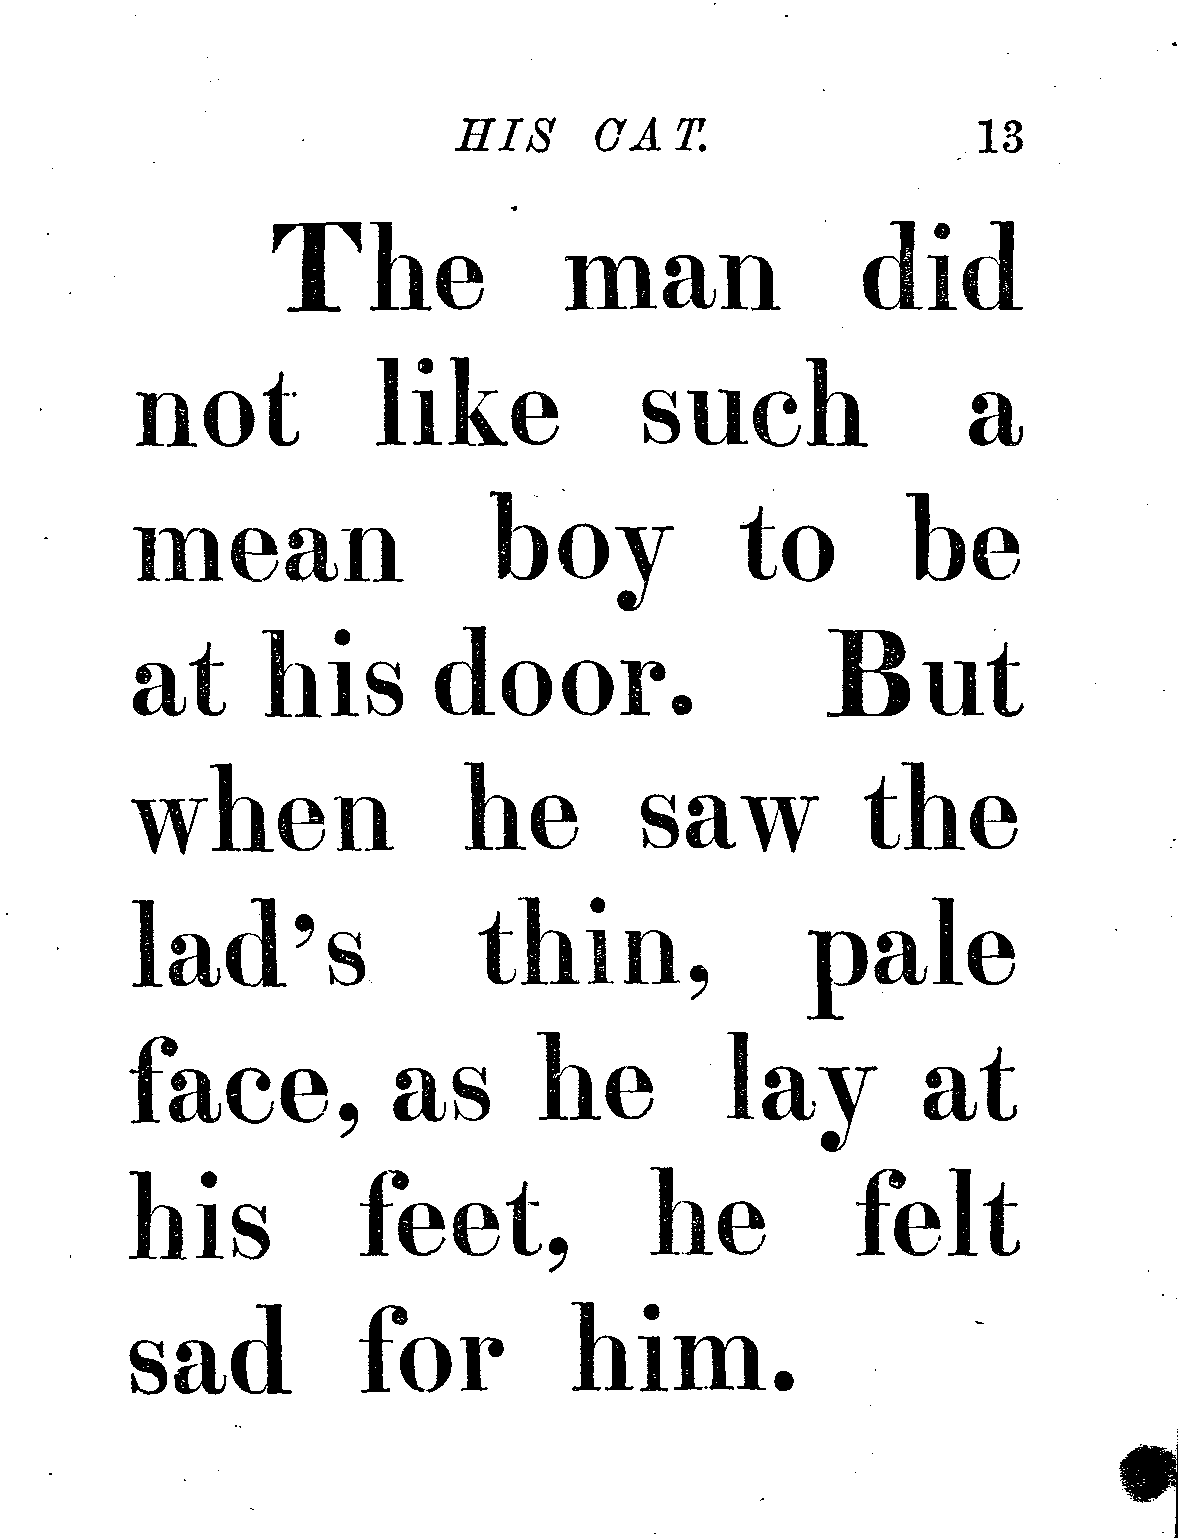 HIS CAT. 13
The man did
not like such a
mean boy to be
at his door. But
when he saw the
lad's thin, pale
face, as he lay at
his feet, he felt
sad for him.